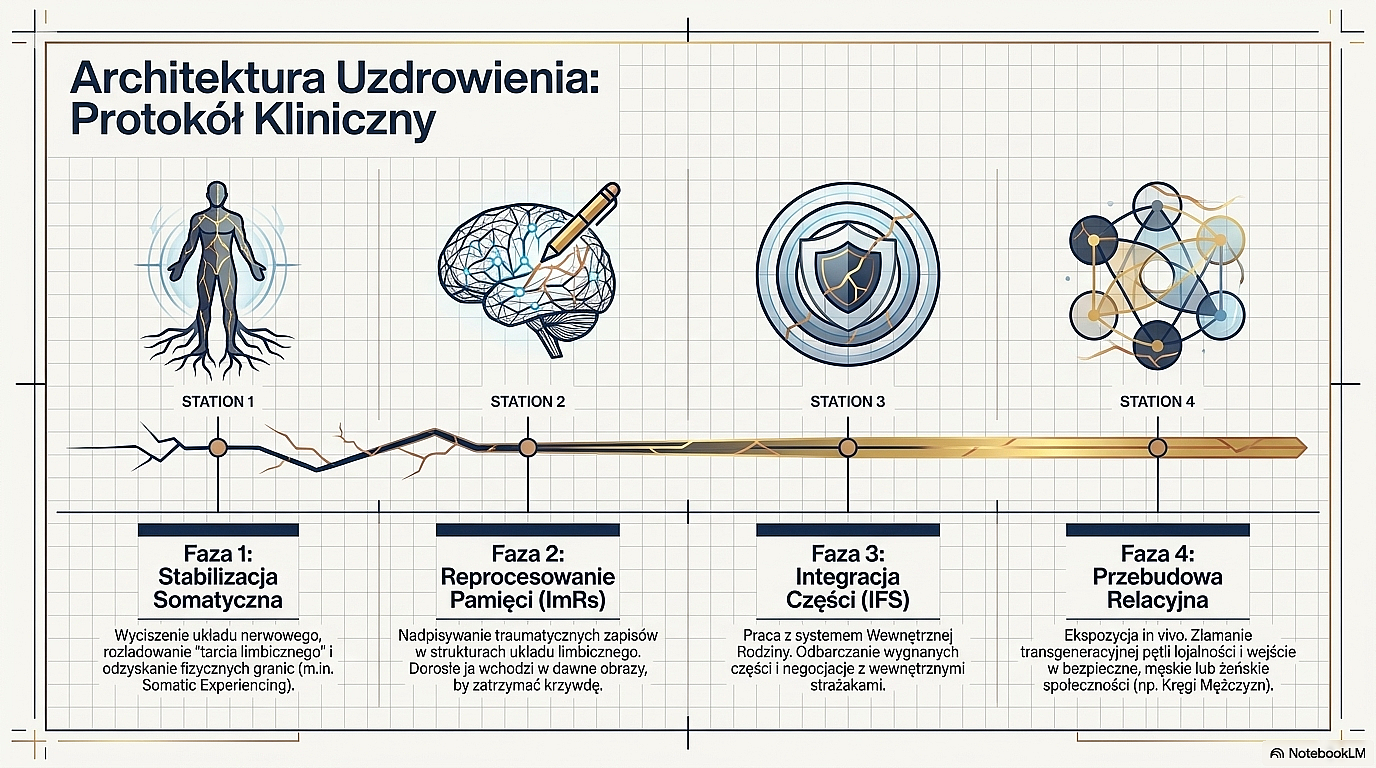 Architektura Uzdrowienia:
Protokół Kliniczny
STATION 1
STATION 2
STATION 3
STATION 4
Faza 1:
Stabilizacja
Somatyczna
Wyciszenie układu nerwowego,
rozładowanie "tarcia limbicznego" i
odzyskanie fizycznych granic (m.in.
Somatic Experiencing).
Faza 2:
Reprocesowanie
Pamięci (ImRs)
Nadpisywanie traumatycznych zapisów
w strukturach układu limbicznego.
Dorosłe ja wchodzi w dawne obrazy,
by zatrzymać krzywdę.
Faza 3:
Integracja
Części (IFS)
Praca z systemem Wewnętrznej
Rodziny. Odbarczanie wygnanych
części i negocjacje z wewnętrznymi
strażakami.
Faza 4:
Przebudowa
Relacyjna
Ekspozycja in vivo. Złamanie
transgeneracyjnej pętli lojalności i wejście
w bezpieczne, męskie lub żeńskie
społeczności (np. Kręgi Mężczyzn).
NotebookLM